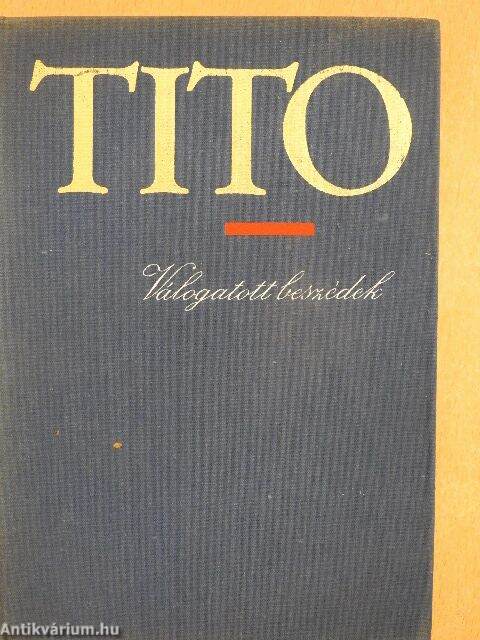 TITO
Válogatott beszédek
Antikvárium.hu